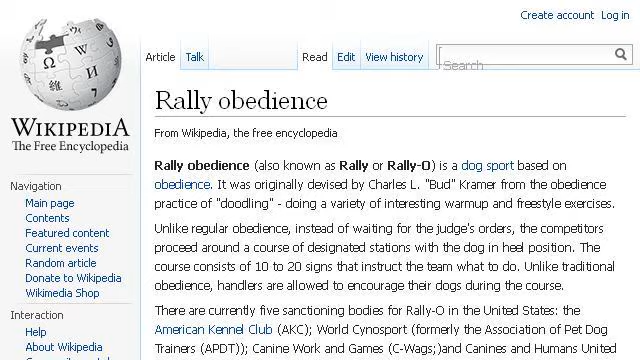 Create account Log in
Article Talk Read Edit View history Search
Rally obedience
From Wikipedia, the free encyclopedia
WIKIPEDIA
The Free Encyclopedia
Navigation
Main page
Contents
Featured content
Current events
Random article
Donate to Wikipedia
Wikimedia Shop
Interaction
Help
About Wikipedia
Rally obedience (also known as Rally or Rally-O) is a dog sport based on
obedience. It was originally devised by Charles L. "Bud" Kramer from the obedience
practice of "doodling" - doing a variety of interesting warmup and freestyle exercises.
Unlike regular obedience, instead of waiting for the judge's orders, the competitors
proceed around a course of designated stations with the dog in heel position. The
course consists of 10 to 20 signs that instruct the team what to do. Unlike traditional
obedience, handlers are allowed to encourage their dogs during the course.
There are currently five sanctioning bodies for Rally-O in the United States: the
American Kennel Club (AKC); World Cynosport (formerly the Association of Pet Dog
Trainers (APDT)); Canine Work and Games (C-Wags;)and Canines and Humans United